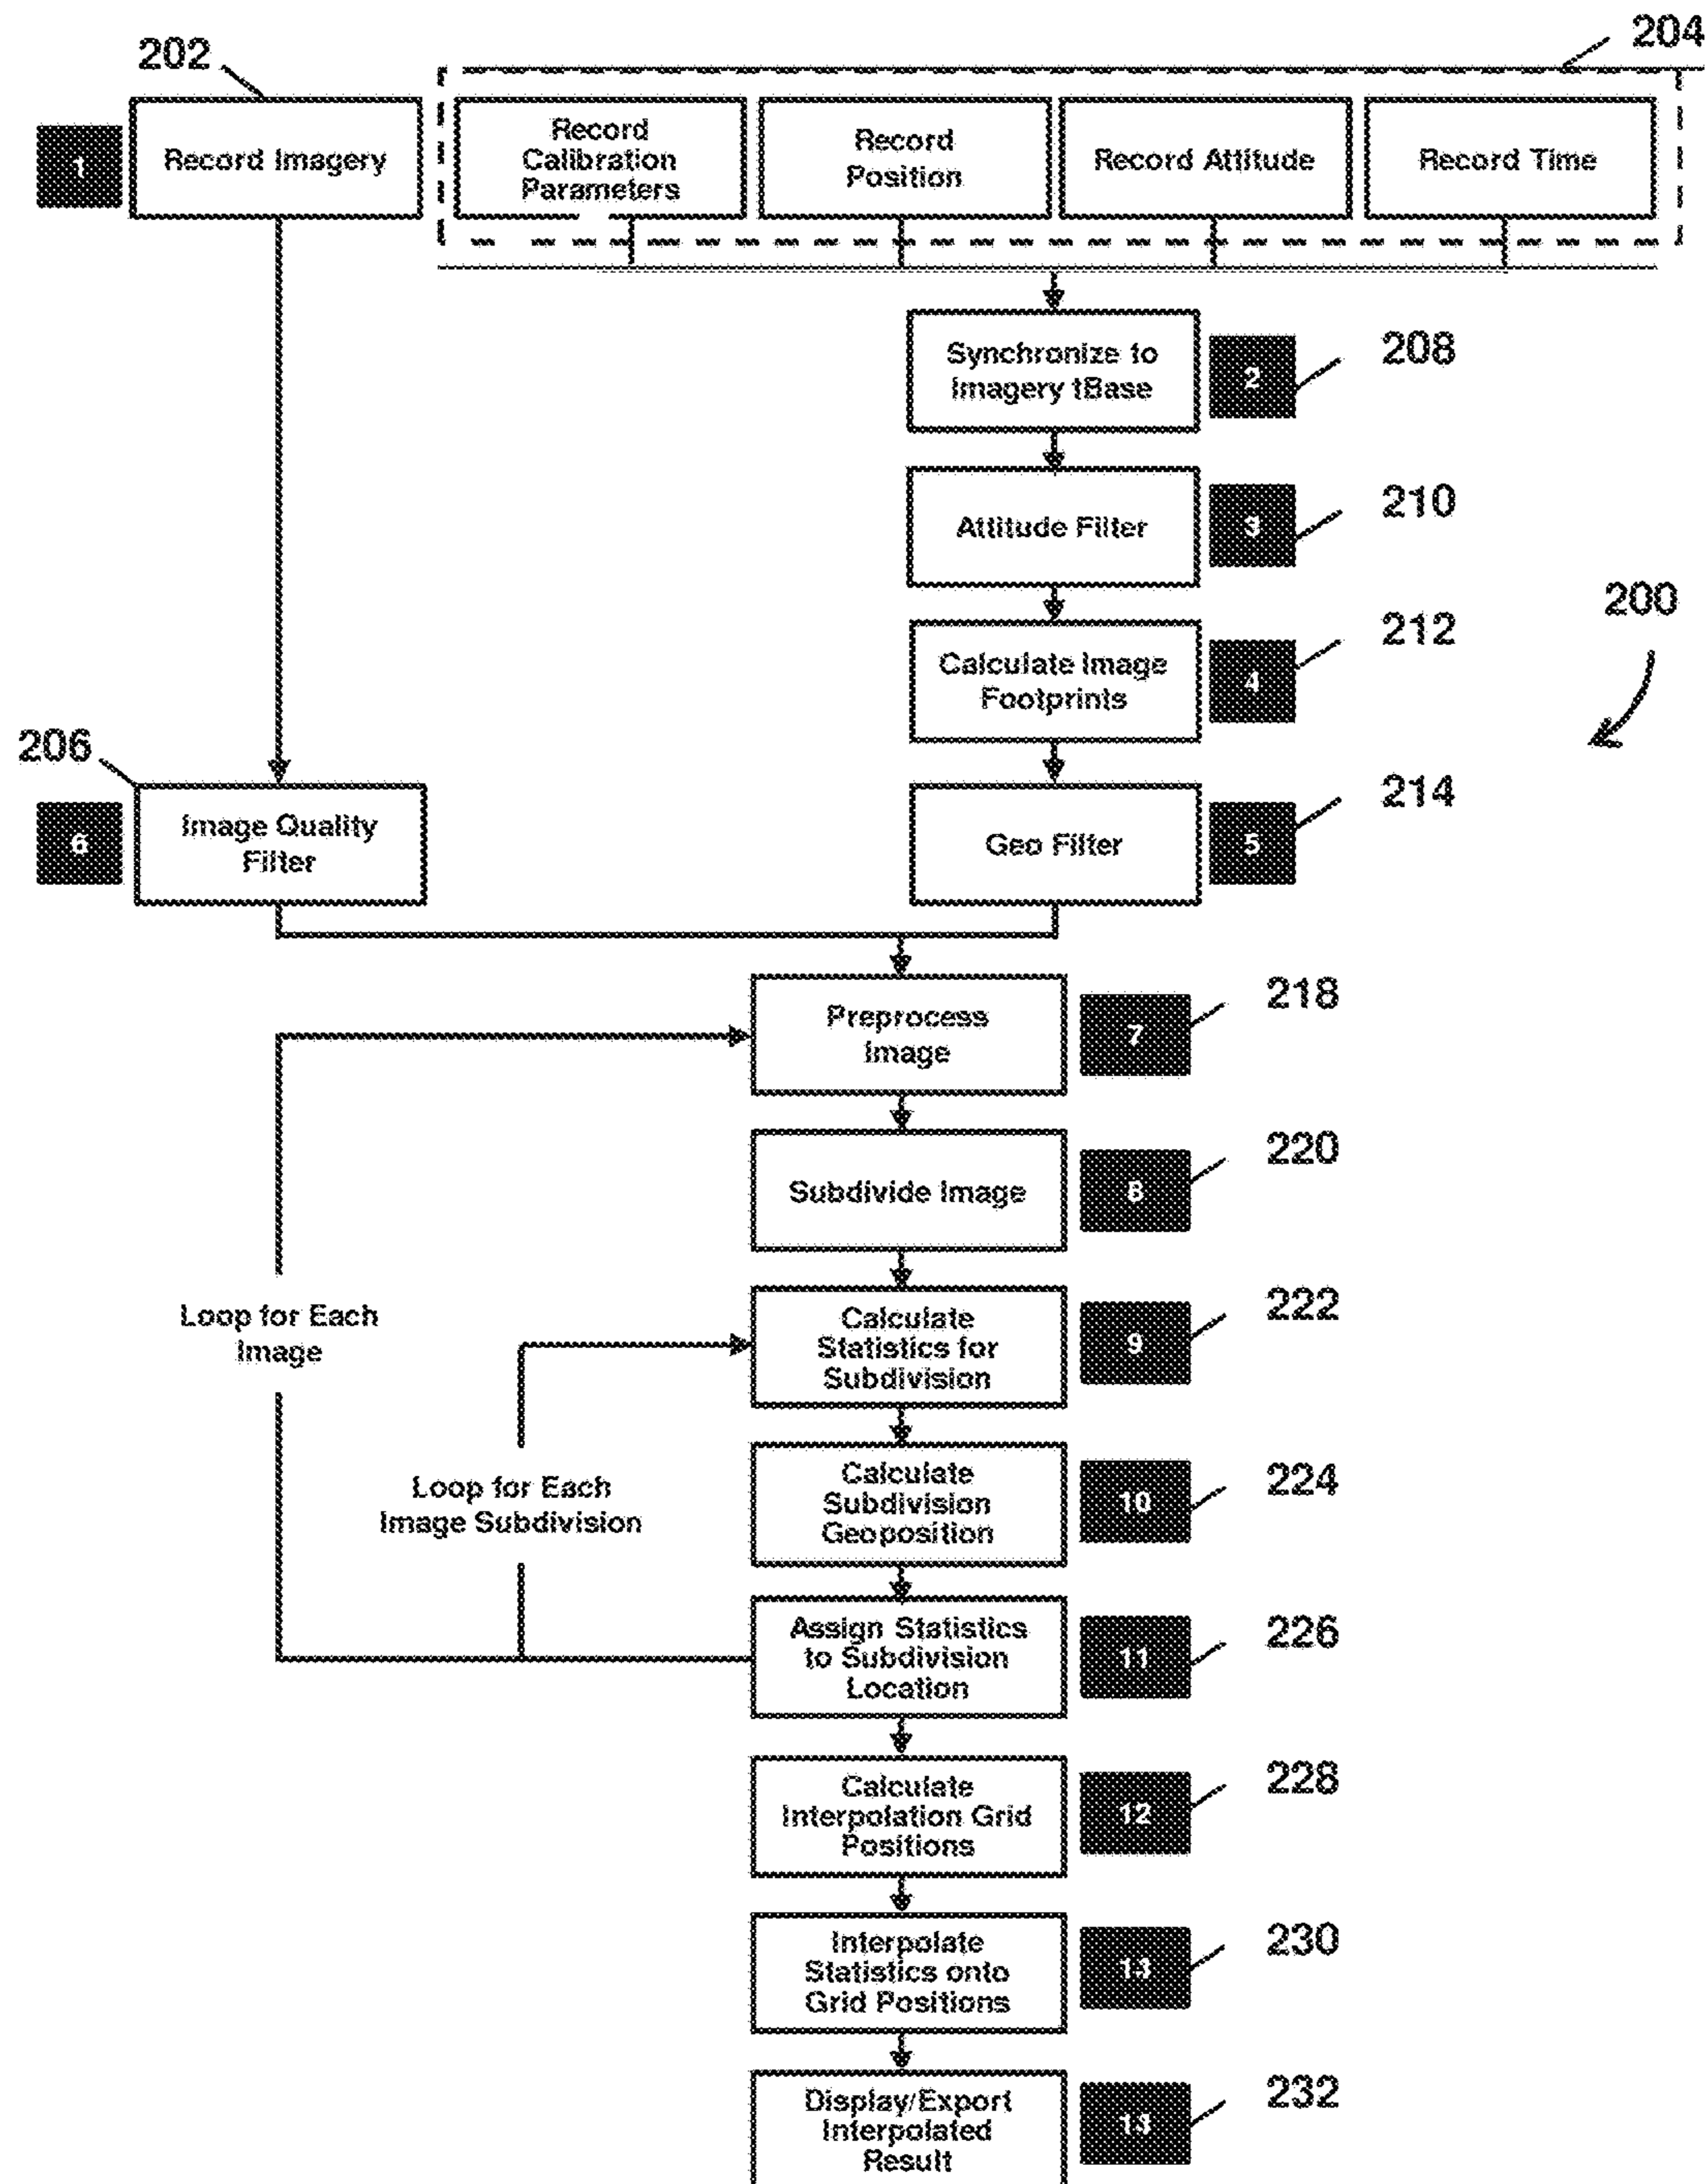 202
204
1
Record Imagery
Record
Calibration
Parameters
Record
Position
Record Attitude
Record Time
Synchronize to
Imagery tBase
2
208
Attitude Filter
3
210
200
Calculate Image
Footprints
4
212
206
6
Image Quality
Filter
Geo Filter
5
214
Preprocess
Image
7
218
Subdivide Image
8
220
Loop for Each
Image
Calculate
Statistics for
Subdivision
9
222
Loop for Each
Image Subdivision
Calculate
Subdivision
Geoposition
10
224
Assign Statistics
to Subdivision
Location
11
226
Calculate
Interpolation Grid
Positions
12
228
Interpolate
Statistics onto
Grid Positions
13
230
Display/Export
Interpolated
Result
232